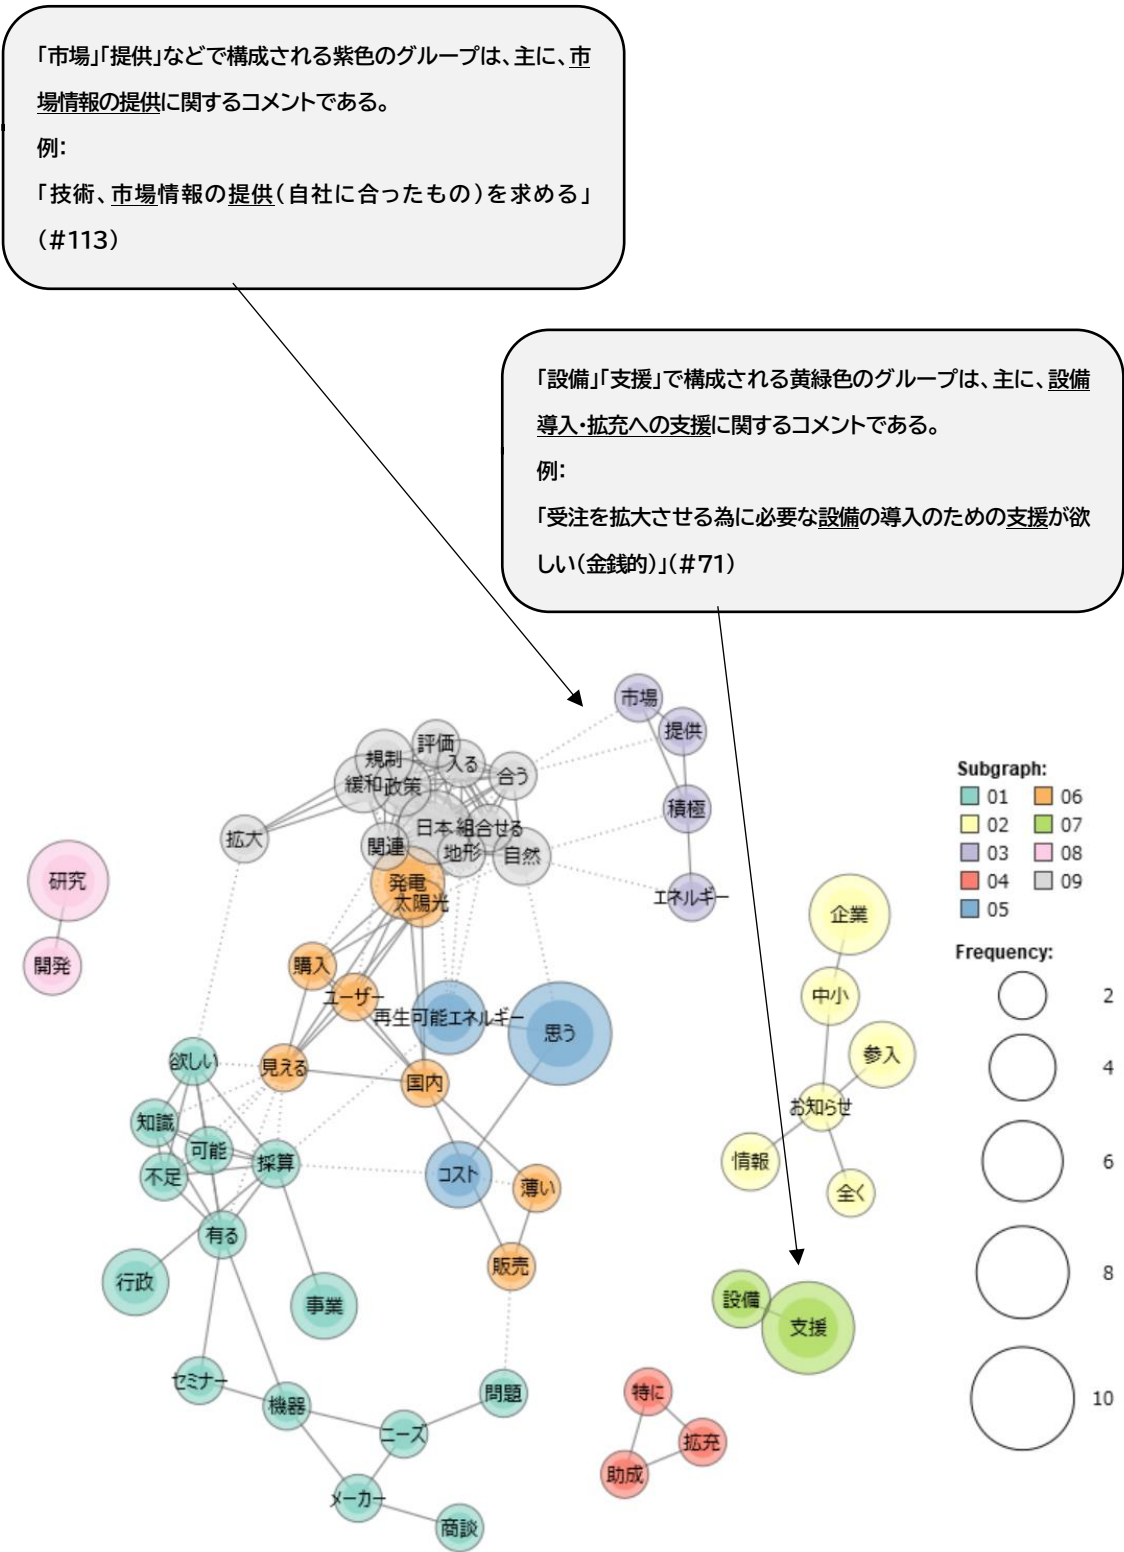 「市場」「提供」などで構成される紫色のグループは、主に、市
場情報の提供に関するコメントである。
例:
「技術、市場情報の提供(自社に合ったもの)を求める」
(#113)
「設備」「支援」で構成される黄緑色のグループは、主に、設備
導入・拡充への支援に関するコメントである。
例:
「受注を拡大させる為に必要な設備の導入のための支援が欲
しい(金銭的)」(#71)
市場
提供
積極
エネルギー
評価
規制
入る
緩和
政策
合う
拡大
日本
組合せる
関連
地形
自然
発電
太陽光
研究
開発
購入
ユーザー
再生可能エネルギー
思う
見える
国内
欲しい
知識
可能
不足
採算
コスト
薄い
有る
販売
行政
事業
セミナー
機器
問題
ニーズ
メーカー
商談
企業
中小
参入
お知らせ
情報
全く
設備
支援
特に
拡充
助成
Subgraph:
01 06
02 07
03 08
04 09
05
Frequency:
2
4
6
8
10